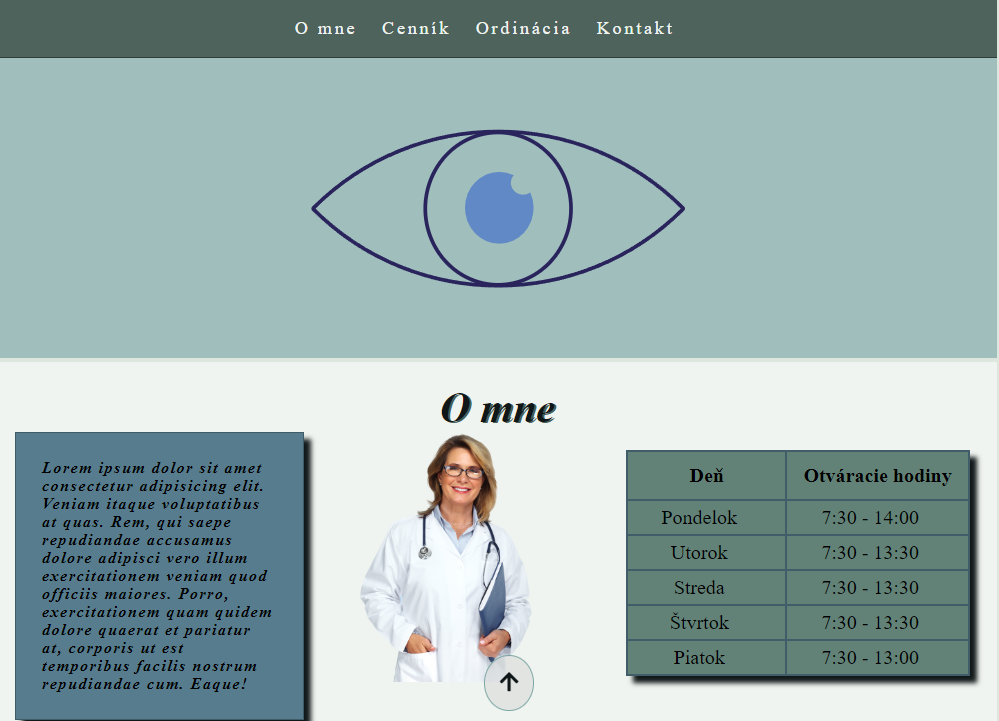 O mne Cenník Ordinácia Kontakt
O mne
Lorem ipsum dolor sit amet
consectetur adipisicing elit.
Veniam itaque voluptatibus
at quas. Rem, qui saepe
repudiandae accusamus
dolore adipisci vero illum
exercitationem veniam quod
officiis maiores. Porro,
exercitationem quam quidem
dolore quaerat et pariatur
at, corporis ut est
temporibus facilis nostrum
repudiandae cum. Eaque!
Deň Otváracie hodiny
Pondelok 7:30 - 14:00
Utorok 7:30 - 13:30
Streda 7:30 - 13:30
Štvrtok 7:30 - 13:30
Piatok 7:30 - 13:30